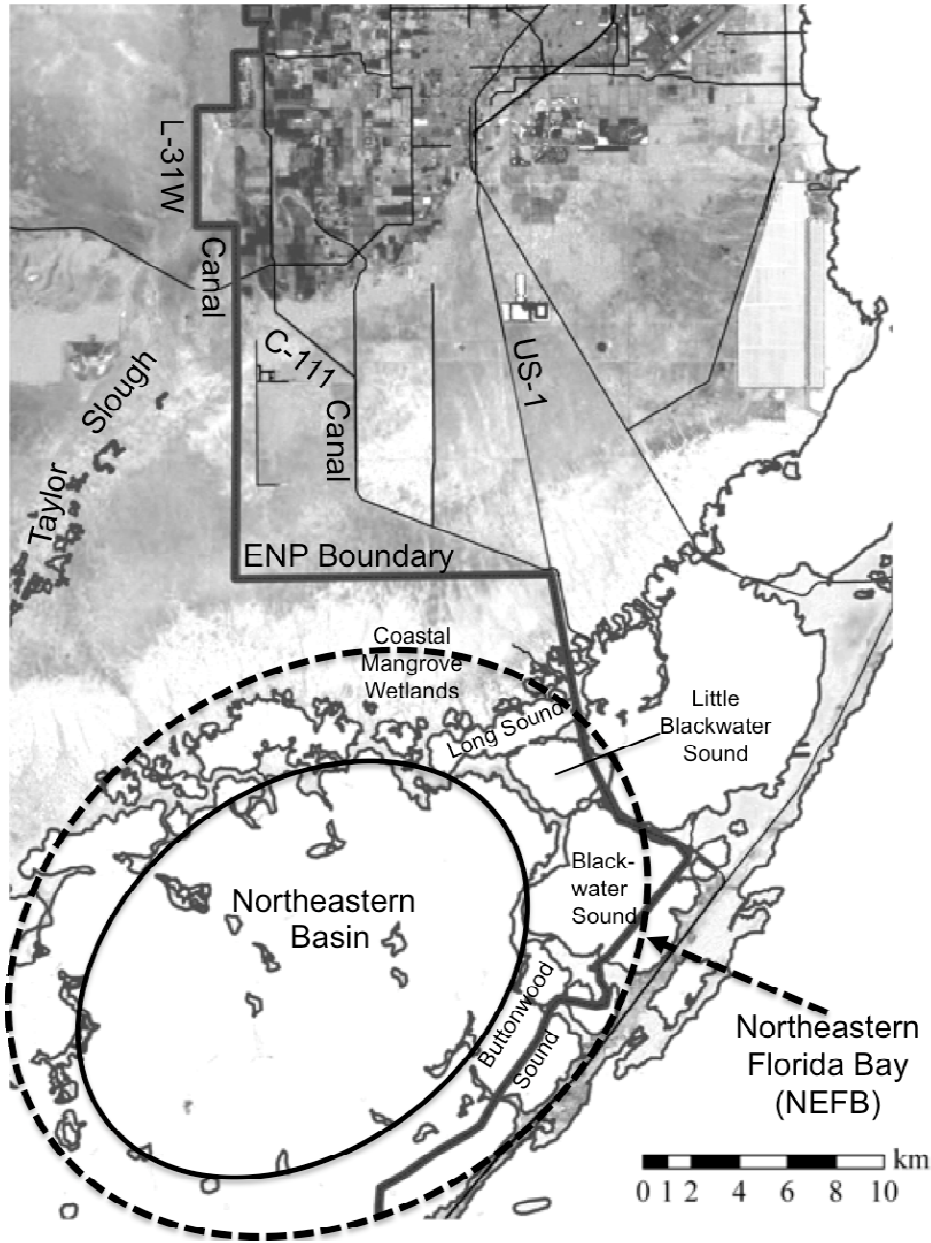 L-31W
Canal
C-111
Canal
US-1
Taylor
Slough
ENP Boundary
Coastal
Mangrove
Wetlands
Long Sound
Little
Blackwater
Sound
Black-
water
Sound
Northeastern
Basin
Buttonwood
Sound
Northeastern
Florida Bay
(NEFB)
km
0 1 2 4 6 8 10